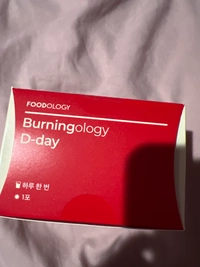 FOODOLOGY
Burningology
D-day
하루 한 번
1포